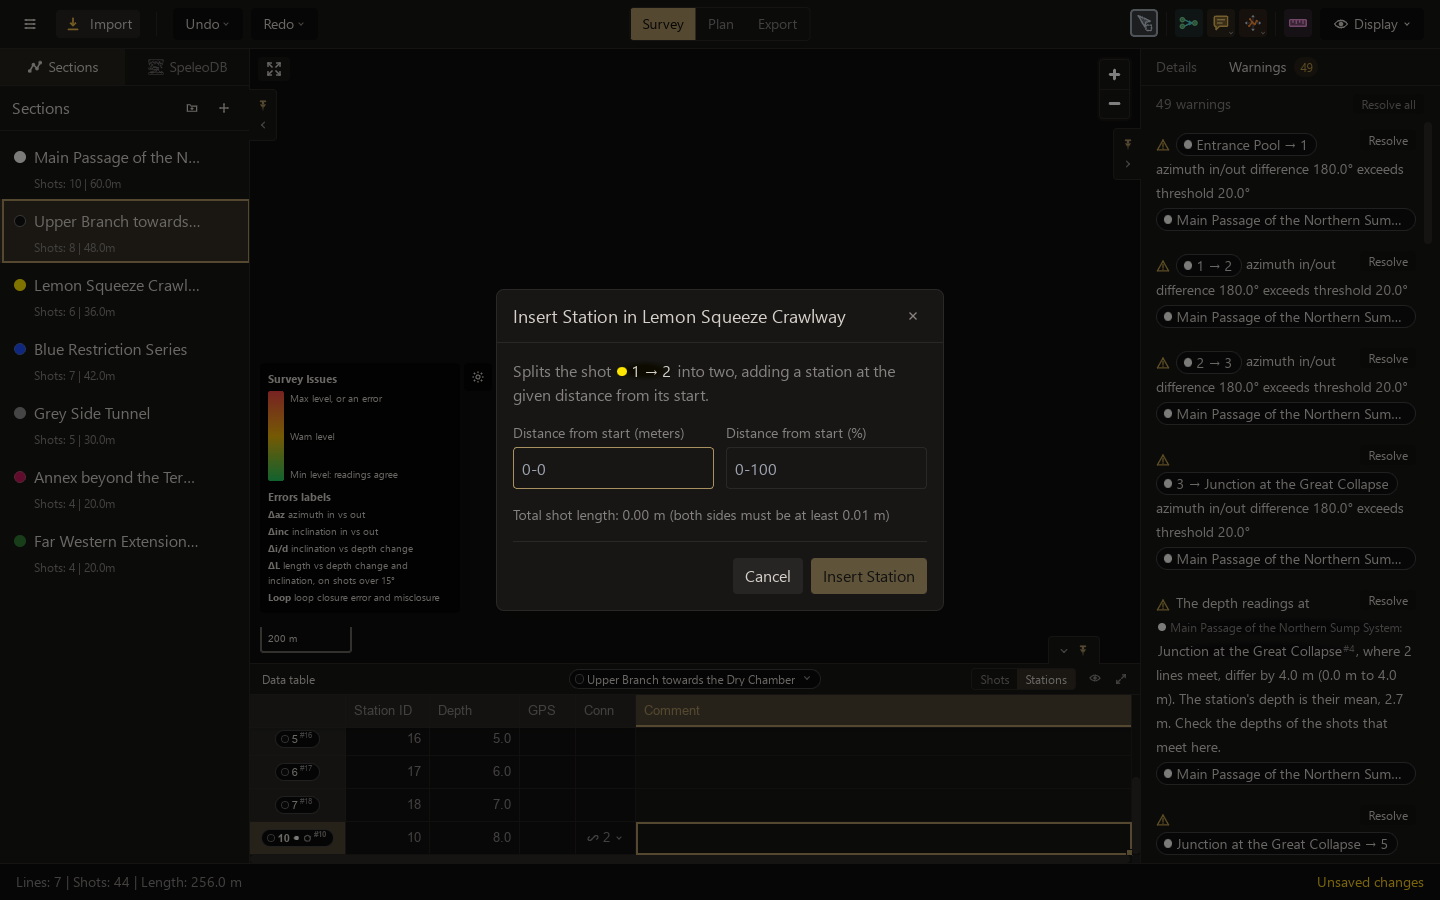 Import
Undo
Redo
Survey
Plan
Export
Display
Sections
SpeleoDB
Sections
Main Passage of the N...
Shots: 10 | 60.0m
Upper Branch towards...
Shots: 8 | 48.0m
Lemon Squeeze Crawl...
Shots: 6 | 36.0m
Blue Restriction Series
Shots: 7 | 42.0m
Grey Side Tunnel
Shots: 5 | 30.0m
Annex beyond the Ter...
Shots: 4 | 20.0m
Far Western Extension...
Shots: 4 | 20.0m
Survey Issues
Max level, or an error
Warn level
Min level: readings agree
Errors labels
Δaz azimuth in vs out
Δinc inclination in vs out
Δi/d inclination vs depth change
ΔL length vs depth change and
inclination, on shots over 15°
Loop loop closure error and misclosure
200 m
Insert Station in Lemon Squeeze Crawlway
Splits the shot 1 → 2 into two, adding a station at the
given distance from its start.
Distance from start (meters)
Distance from start (%)
0-0
0-100
Total shot length: 0.00 m (both sides must be at least 0.01 m)
Cancel
Insert Station
Data table
Upper Branch towards the Dry Chamber
Shots
Stations
Station ID Depth GPS Conn Comment
5 #16 16 5.0
6 #17 17 6.0
7 #18 18 7.0
10 #10 10 8.0 2
Details
Warnings 49
49 warnings
Resolve all
Entrance Pool → 1
Resolve
azimuth in/out difference 180.0° exceeds
threshold 20.0°
Main Passage of the Northern Sum...
1 → 2 azimuth in/out
Resolve
difference 180.0° exceeds threshold 20.0°
Main Passage of the Northern Sum...
2 → 3 azimuth in/out
Resolve
difference 180.0° exceeds threshold 20.0°
Main Passage of the Northern Sum...
Resolve
3 → Junction at the Great Collapse
azimuth in/out difference 180.0° exceeds
threshold 20.0°
Main Passage of the Northern Sum...
The depth readings at
Resolve
Main Passage of the Northern Sump System:
Junction at the Great Collapse#4, where 2
lines meet, differ by 4.0 m (0.0 m to 4.0
m). The station's depth is their mean, 2.7
m. Check the depths of the shots that
meet here.
Main Passage of the Northern Sum...
Resolve
Junction at the Great Collapse → 5
Lines: 7 | Shots: 44 | Length: 256.0 m
Unsaved changes